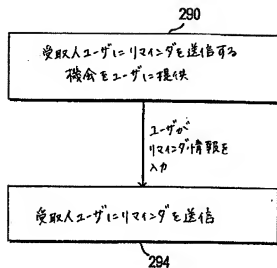 290
受取人ユーザにリマインダを送信する
機会をユーザに提供
ユーザが
リマインダ情報を
入力
受取人ユーザにリマインダを送信
294